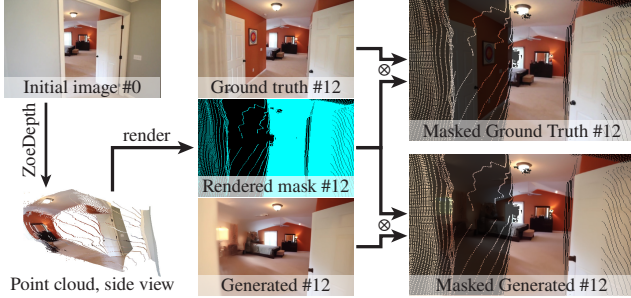 Initial image #0
Ground truth #12
Masked Ground Truth #12
ZoeDepth
render
Rendered mask #12
Point cloud, side view
Generated #12
Masked Generated #12
⊗
⊗